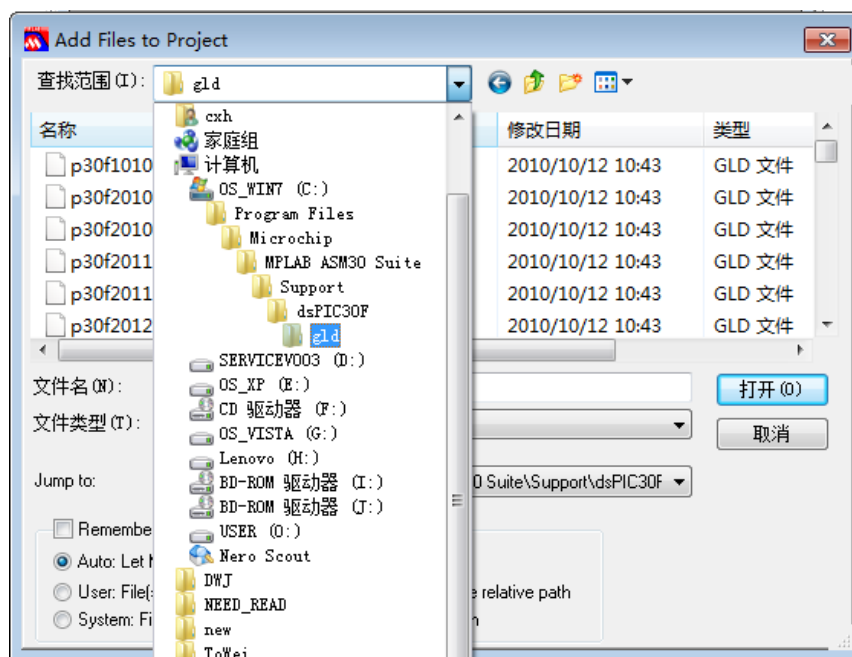 Add Files to Project
查找范围(I):
gld
名称
修改日期
类型
p30f1010
2010/10/12 10:43
GLD 文件
p30f2010
2010/10/12 10:43
GLD 文件
p30f2010
2010/10/12 10:43
GLD 文件
p30f2011
2010/10/12 10:43
GLD 文件
p30f2011
2010/10/12 10:43
GLD 文件
p30f2012
2010/10/12 10:43
GLD 文件
cxh
家庭组
计算机
OS_WIN7 (C:)
Program Files
Microchip
MPLAB ASM30 Suite
Support
dsPIC30F
gld
SERVICEV003 (D:)
OS_XP (E:)
CD 驱动器 (F:)
OS_VISTA (G:)
Lenovo (H:)
BD-ROM 驱动器 (I:)
BD-ROM 驱动器 (J:)
USER (O:)
Nero Scout
DWJ
NEED_READ
new
ToWei
文件名(N):
打开(O)
文件类型(T):
取消
Jump to:
0 Suite\Support\dsPIC30F
Remembe
Auto: Let
User: File(
e relative path
System: Fi